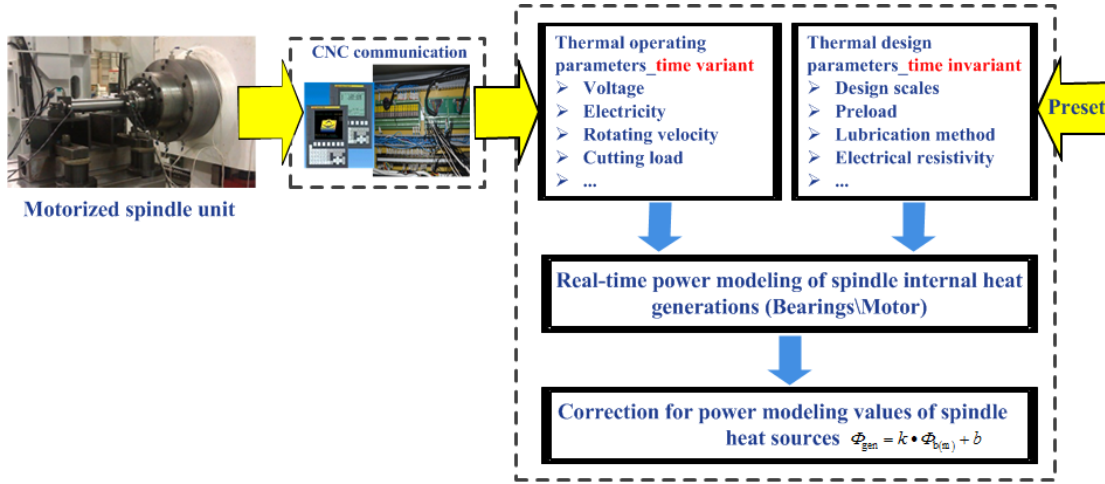 Motorized spindle unit
CNC communication
Thermal operating
parameters_time variant
➢ Voltage
➢ Electricity
➢ Rotating velocity
➢ Cutting load
➢ ...
Thermal design
parameters_time invariant
➢ Design scales
➢ Preload
➢ Lubrication method
➢ Electrical resistivity
➢ ...
Preset
Real-time power modeling of spindle internal heat
generations (Bearings\Motor)
Correction for power modeling values of spindle
heat sources Φgen = k • Φb(m) + b